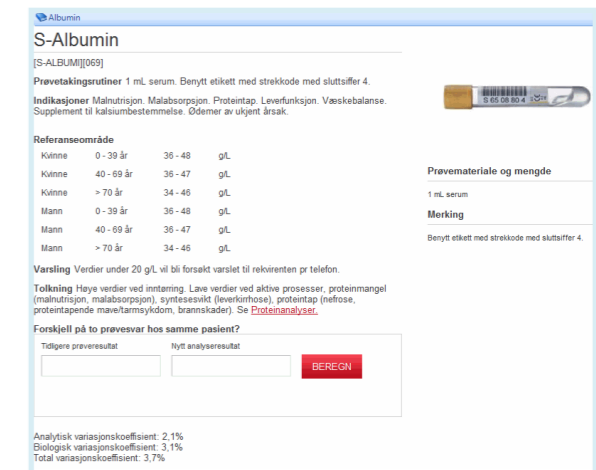 Albumin
S-Albumin
[S-ALBUMI][069]
Prøvetakingsrutiner 1 mL serum. Benytt etikett med strekkode med sluttsiffer 4.
Indikasjoner Malnutrisjon. Malabsorpsjon. Proteintap. Leverfunksjon. Væskebalanse.
Supplement til kalsiumbestemmelse. Ødemer av ukjent årsak.
Referanseområde
Kvinne 0 - 39 år 36 - 48 g/L
Kvinne 40 - 69 år 36 - 47 g/L
Kvinne > 70 år 34 - 46 g/L
Mann 0 - 39 år 36 - 48 g/L
Mann 40 - 69 år 36 - 47 g/L
Mann > 70 år 34 - 46 g/L
Varsling Verdier under 20 g/L vil bli forsøkt varslet til rekvirenten pr telefon.
Tolkning Høye verdier ved inntørring. Lave verdier ved aktive prosesser, proteinmangel
(malnutrisjon, malabsorpsjon), syntesesvikt (leverkirrhose), proteintap (nefrose,
proteintapende mave/tarmsykdom, brannskader). Se Proteinanalyser.
Forskjell på to prøvesvar hos samme pasient?
Tidligere prøveresultat Nytt analyseresultat
BEREGN
Analytisk variasjonskoeffisient: 2,1%
Biologisk variasjonskoeffisient: 3,1%
Total variasjonskoeffisient: 3,7%
S 65 08 80 4
Prøvemateriale og mengde
1 mL serum
Merking
Benytt etikett med strekkode med sluttsiffer 4.